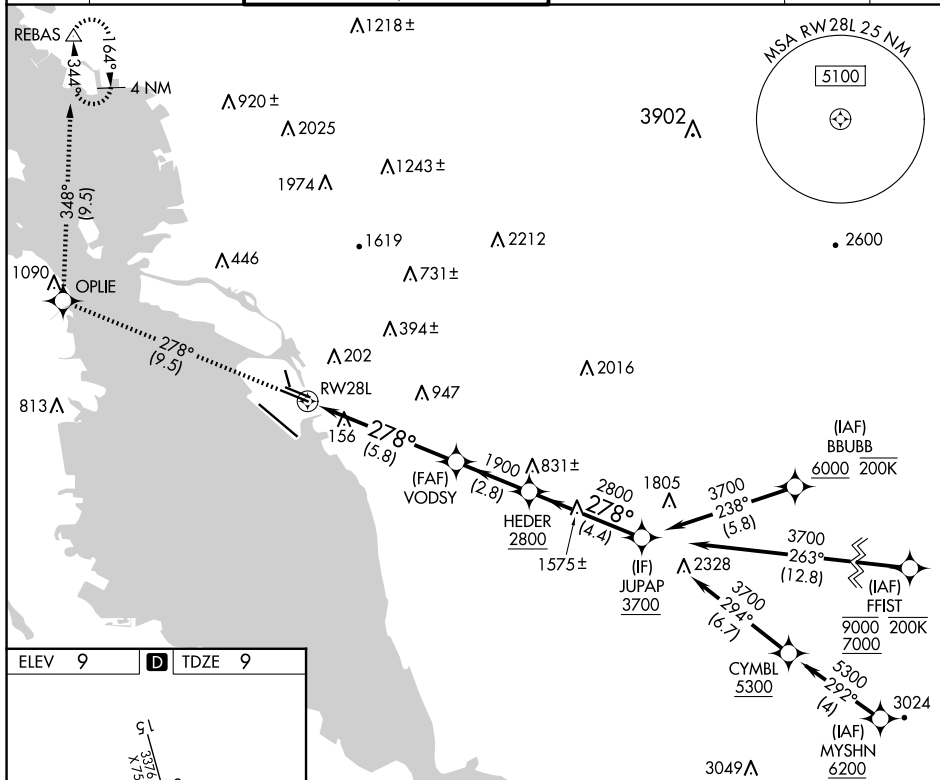 REBAS
164°
344°
4 NM
1218 ±
920 ±
2025
1243 ±
1974
3902
MSA RW28L 25 NM
5100
348°
(9.5)
1619
2212
2600
446
731 ±
1090
OPLIE
394 ±
278°
(9.5)
202
2016
RW28L
947
813
156
278°
(5.8)
(FAF)
VODSY
1900
(2.8)
831 ±
HEDER
2800
2800
278°
(4.4)
1575 ±
1805
(IAF)
BBUBB
6000 200K
3700
238°
(5.8)
(IF)
JUPAP
3700
3700
263°
(12.8)
2328
(IAF)
FFIST
9000 200K
7000
3700
294°
(6.7)
CYMBL
5300
5300
292°
(4)
3024
(IAF)
MYSHN
6200
3049
ELEV 9
D
TDZE 9
15
3376
X 75